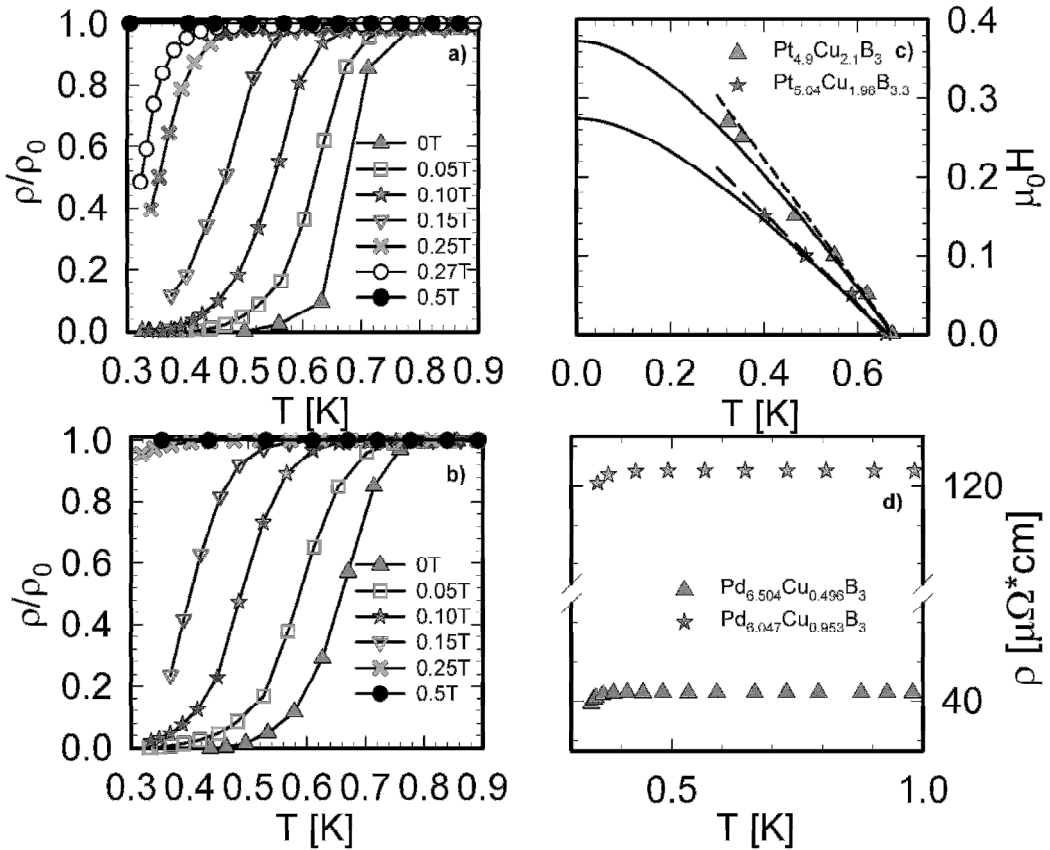 a)
ρ/ρ0
1.0
0.8
0.6
0.4
0.2
0.0
0T
0.05T
0.10T
0.15T
0.25T
0.27T
0.5T
0.3 0.4 0.5 0.6 0.7 0.8 0.9
T [K]
c)
Pt4.9Cu2.1B3
Pt5.04Cu1.96B3.3
0.4
0.3
0.2
0.1
0.0
μ0H
0.0 0.2 0.4 0.6
T [K]
b)
ρ/ρ0
1.0
0.8
0.6
0.4
0.2
0.0
0T
0.05T
0.10T
0.15T
0.25T
0.5T
0.3 0.4 0.5 0.6 0.7 0.8 0.9
T [K]
d)
120
40
Pd6.504Cu0.496B3
Pd6.047Cu0.953B3
ρ [μΩ*cm]
0.5 1.0
T [K]